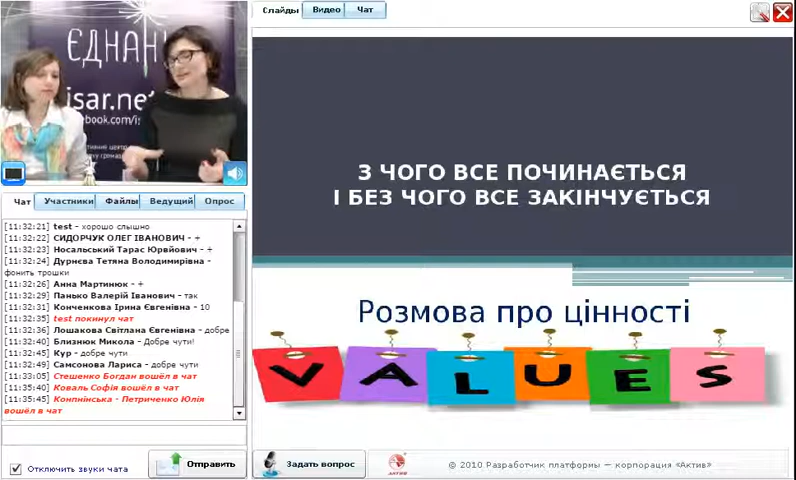 Слайды
Видео
Чат
ЄДНАН
isar.ne
facebook.com/is
Чат
Участники
Файлы
Ведущий
Опрос
[11:32:21] test - хорошо слышно
[11:32:22] СИДОРЧУК ОЛЕГ ІВАНОВИЧ - +
[11:32:23] Носальський Тарас Юрвйович - +
[11:32:24] Дурнєва Тетяна Володимирівна -
фонить трошки
[11:32:26] Анна Мартинюк - +
[11:32:29] Панько Валерій Іванович - так
[11:32:31] Конченкова Ірина Євгенівна - 10
[11:32:35] test покинул чат
[11:32:36] Лошакова Світлана Євгенівна - добре
[11:32:40] Близнюк Микола - Добре чути!
[11:32:45] Кур - добре чути
[11:32:49] Самсонова Лариса - добре чути
[11:33:05] Стешенко Богдан вошёл в чат
[11:35:40] Коваль Софія вошёл в чат
[11:35:45] Конпнінська - Петриченко Юлія
вошёл в чат
Отключить звуки чата
Отправить
З ЧОГО ВСЕ ПОЧИНАЄТЬСЯ
І БЕЗ ЧОГО ВСЕ ЗАКІНЧУЄТЬСЯ
Розмова про цінності
VALUES
Задать вопрос
АКТИВ
© 2010 Разработчик платформы — корпорация «Актив»